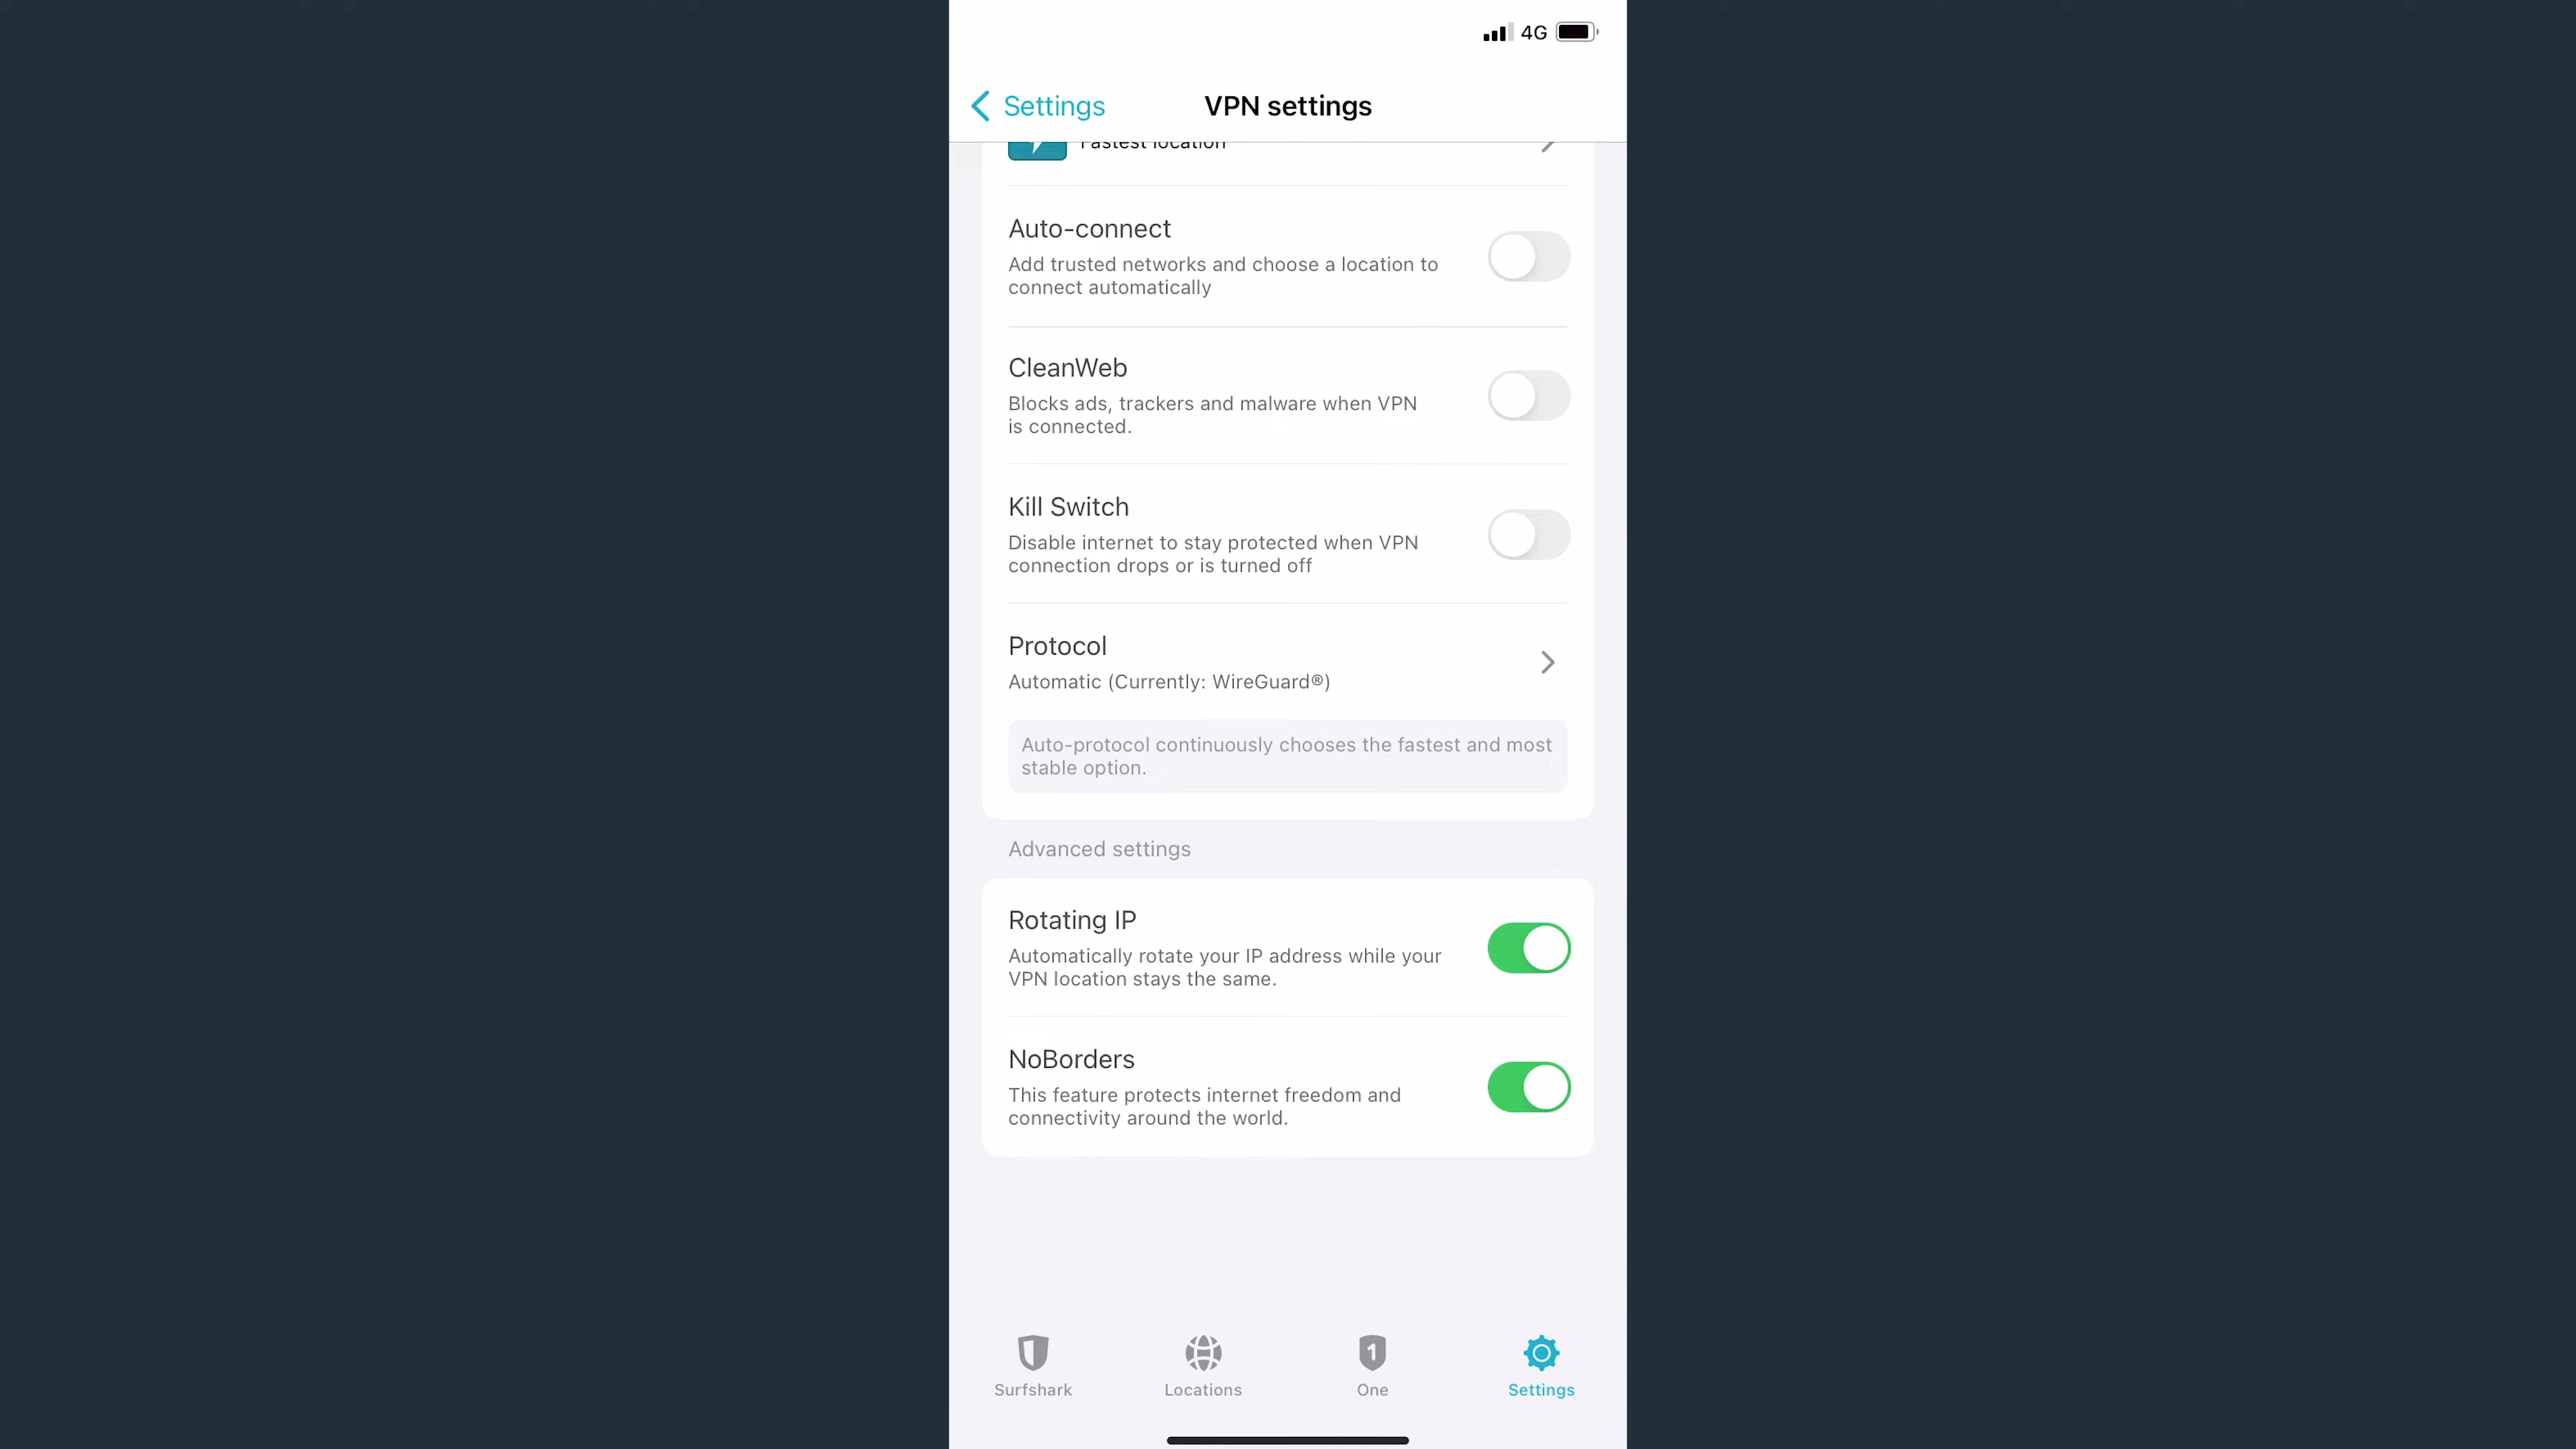 4G
Settings
VPN settings
Fastest location
Auto-connect
Add trusted networks and choose a location to
connect automatically
CleanWeb
Blocks ads, trackers and malware when VPN
is connected.
Kill Switch
Disable internet to stay protected when VPN
connection drops or is turned off
Protocol
Automatic (Currently: WireGuard®)
Auto-protocol continuously chooses the fastest and most
stable option.
Advanced settings
Rotating IP
Automatically rotate your IP address while your
VPN location stays the same.
NoBorders
This feature protects internet freedom and
connectivity around the world.
1
Surfshark
Locations
One
Settings